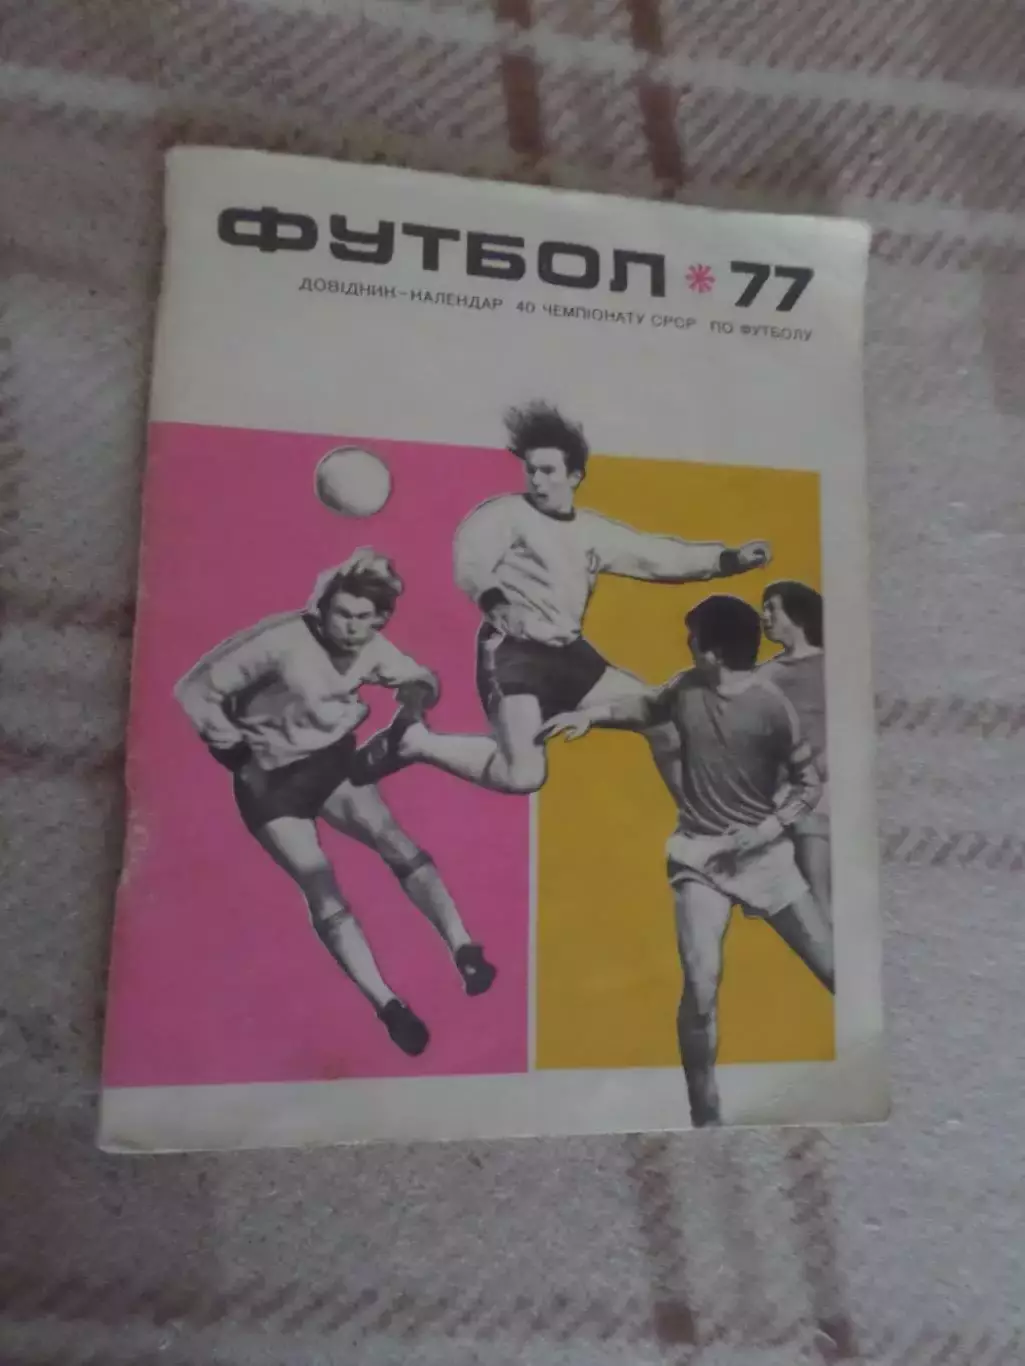 ФУТБОЛ * 77
ДОВІДНИК-КАЛЕНДАР 40 ЧЕМПІОНАТУ СРСР ПО ФУТБОЛУ